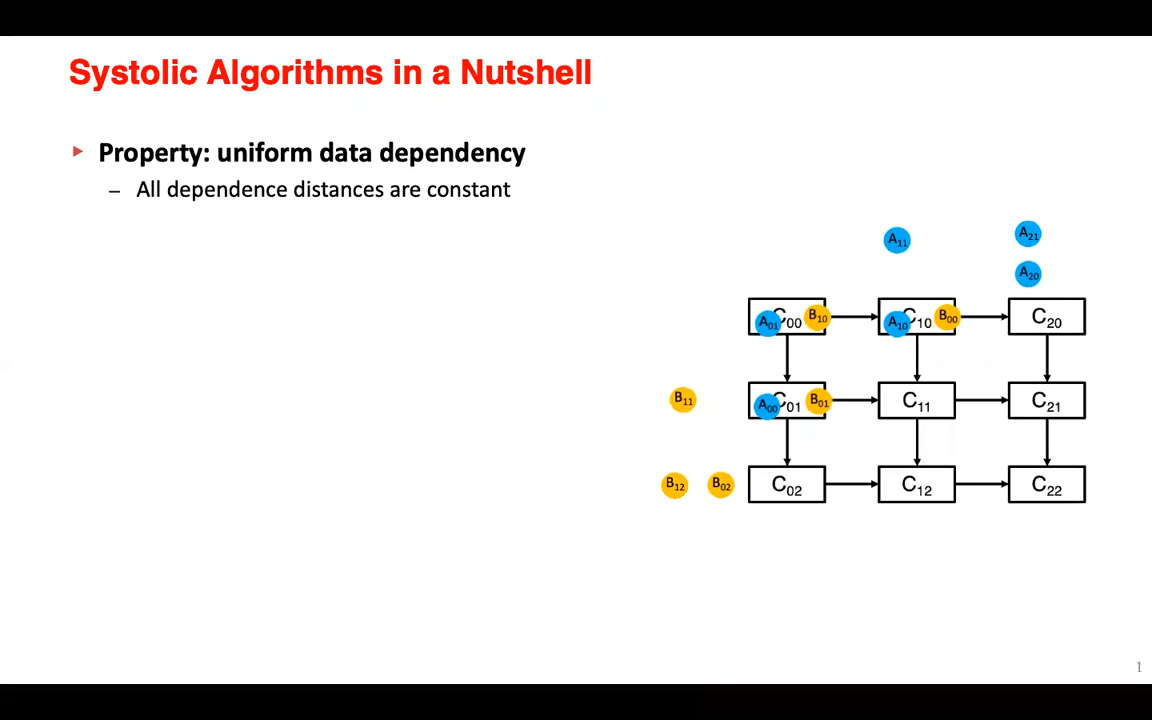 Systolic Algorithms in a Nutshell
Property: uniform data dependency
– All dependence distances are constant
A₁₁ A₂₁
A₂₀
A₀₁ C₀₀ B₁₀ A₁₀ C₁₀ B₀₀ C₂₀
B₁₁ A₀₀ C₀₁ B₀₁ C₁₁ C₂₁
B₁₂ B₀₂ C₀₂ C₁₂ C₂₂
1